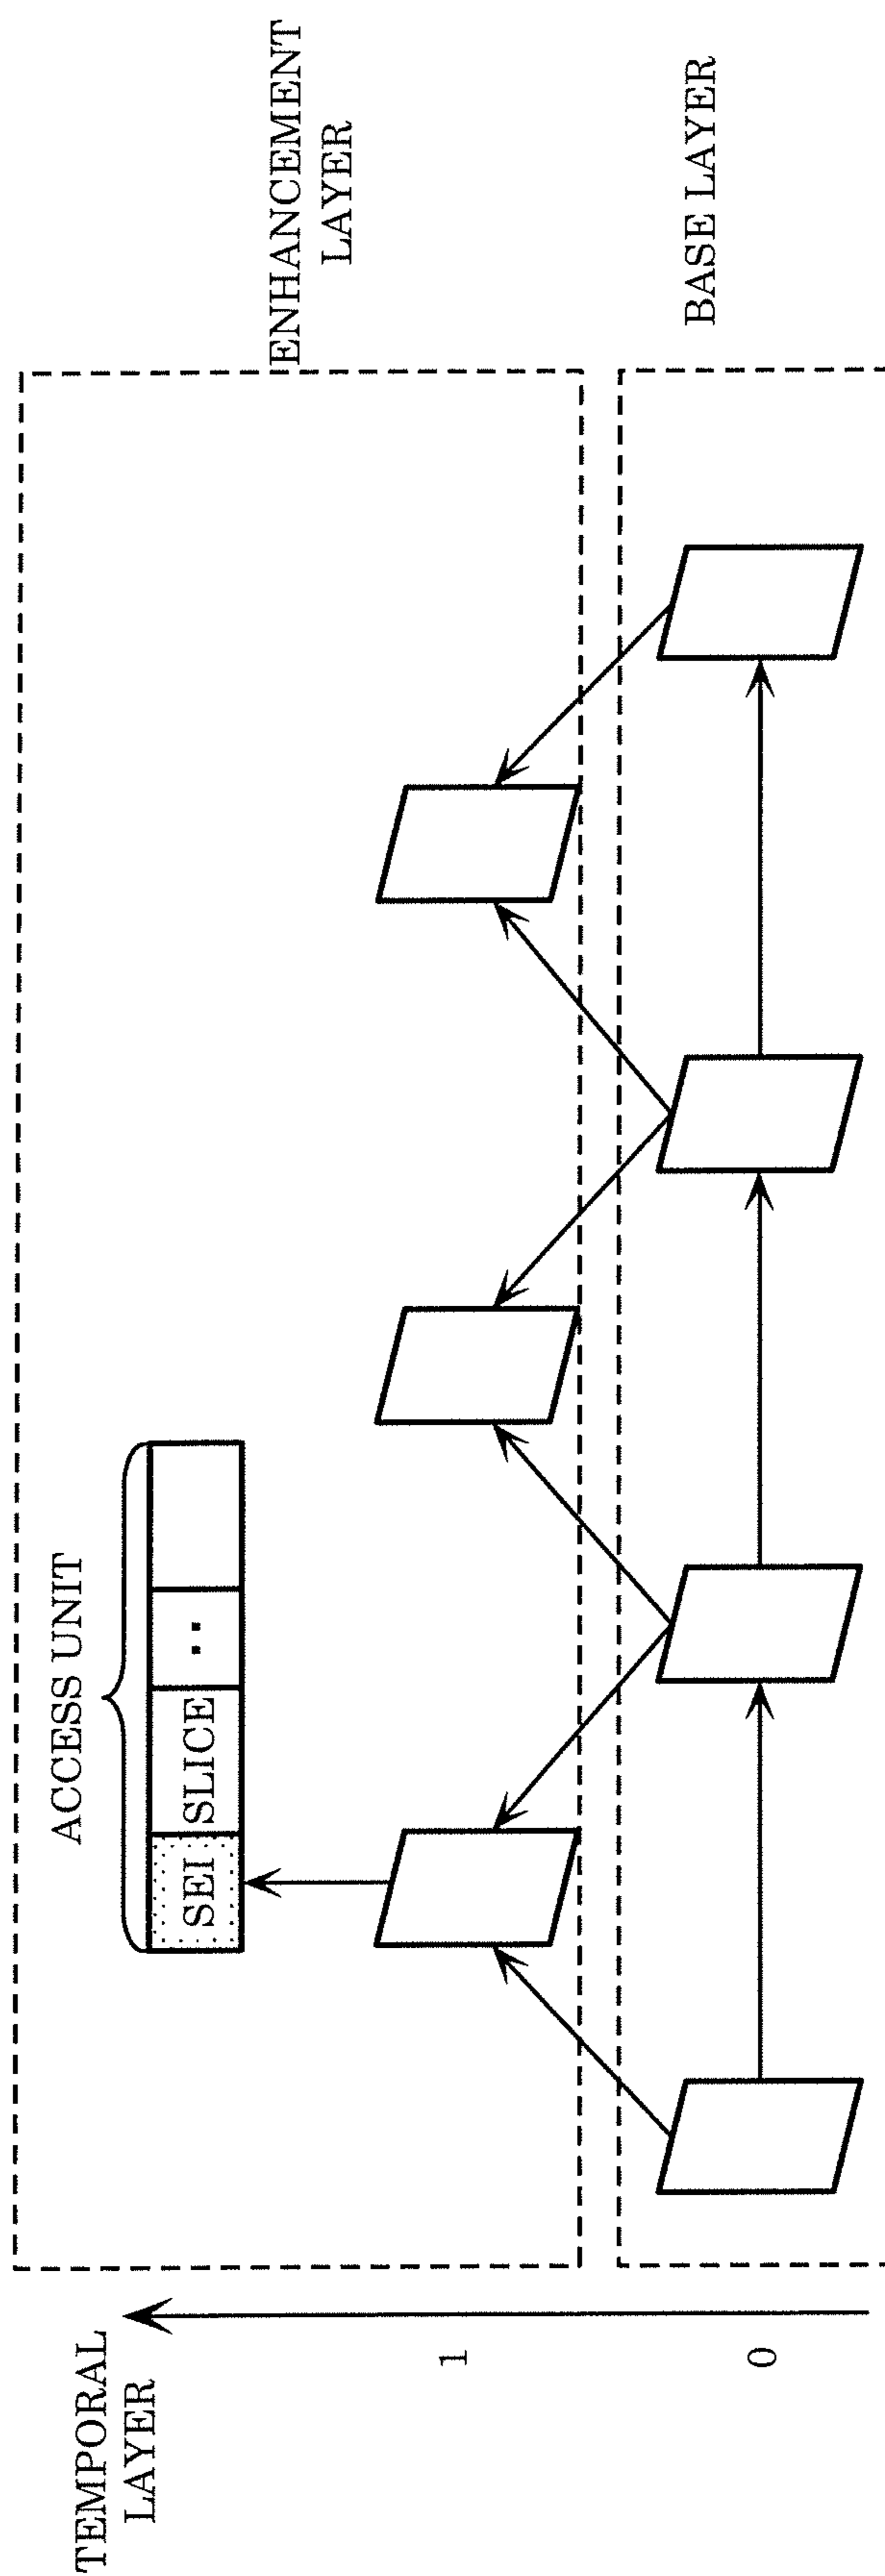 TEMPORAL
LAYER
1
0
ACCESS UNIT
SEI SLICE ..
ENHANCEMENT
LAYER
BASE LAYER